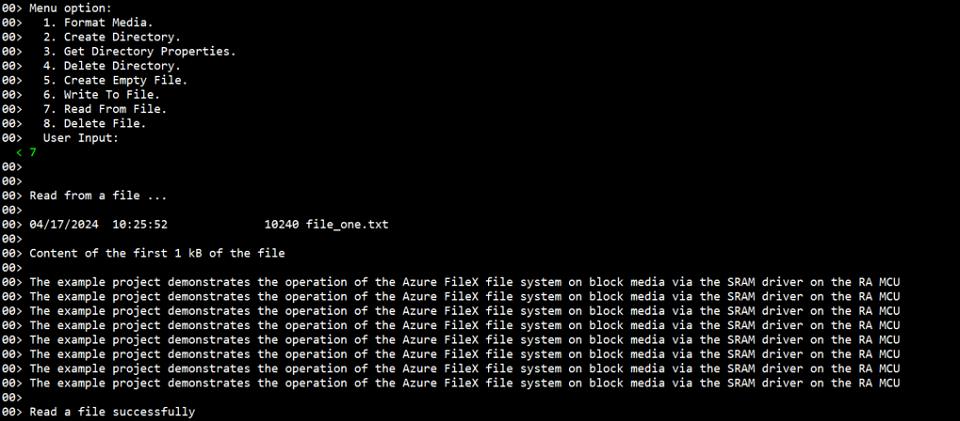 00> Menu option:
00>   1. Format Media.
00>   2. Create Directory.
00>   3. Get Directory Properties.
00>   4. Delete Directory.
00>   5. Create Empty File.
00>   6. Write To File.
00>   7. Read From File.
00>   8. Delete File.
00>   User Input:
  < 7
00>
00>
00> Read from a file ...
00>
00> 04/17/2024  10:25:52              10240 file_one.txt
00>
00> Content of the first 1 kB of the file
00>
00> The example project demonstrates the operation of the Azure FileX file system on block media via the SRAM driver on the RA MCU
00> The example project demonstrates the operation of the Azure FileX file system on block media via the SRAM driver on the RA MCU
00> The example project demonstrates the operation of the Azure FileX file system on block media via the SRAM driver on the RA MCU
00> The example project demonstrates the operation of the Azure FileX file system on block media via the SRAM driver on the RA MCU
00> The example project demonstrates the operation of the Azure FileX file system on block media via the SRAM driver on the RA MCU
00> The example project demonstrates the operation of the Azure FileX file system on block media via the SRAM driver on the RA MCU
00> The example project demonstrates the operation of the Azure FileX file system on block media via the SRAM driver on the RA MCU
00> The example project demonstrates the operation of the Azure FileX file system on block media via the SRAM driver on the RA MCU
00>
00> Read a file successfully